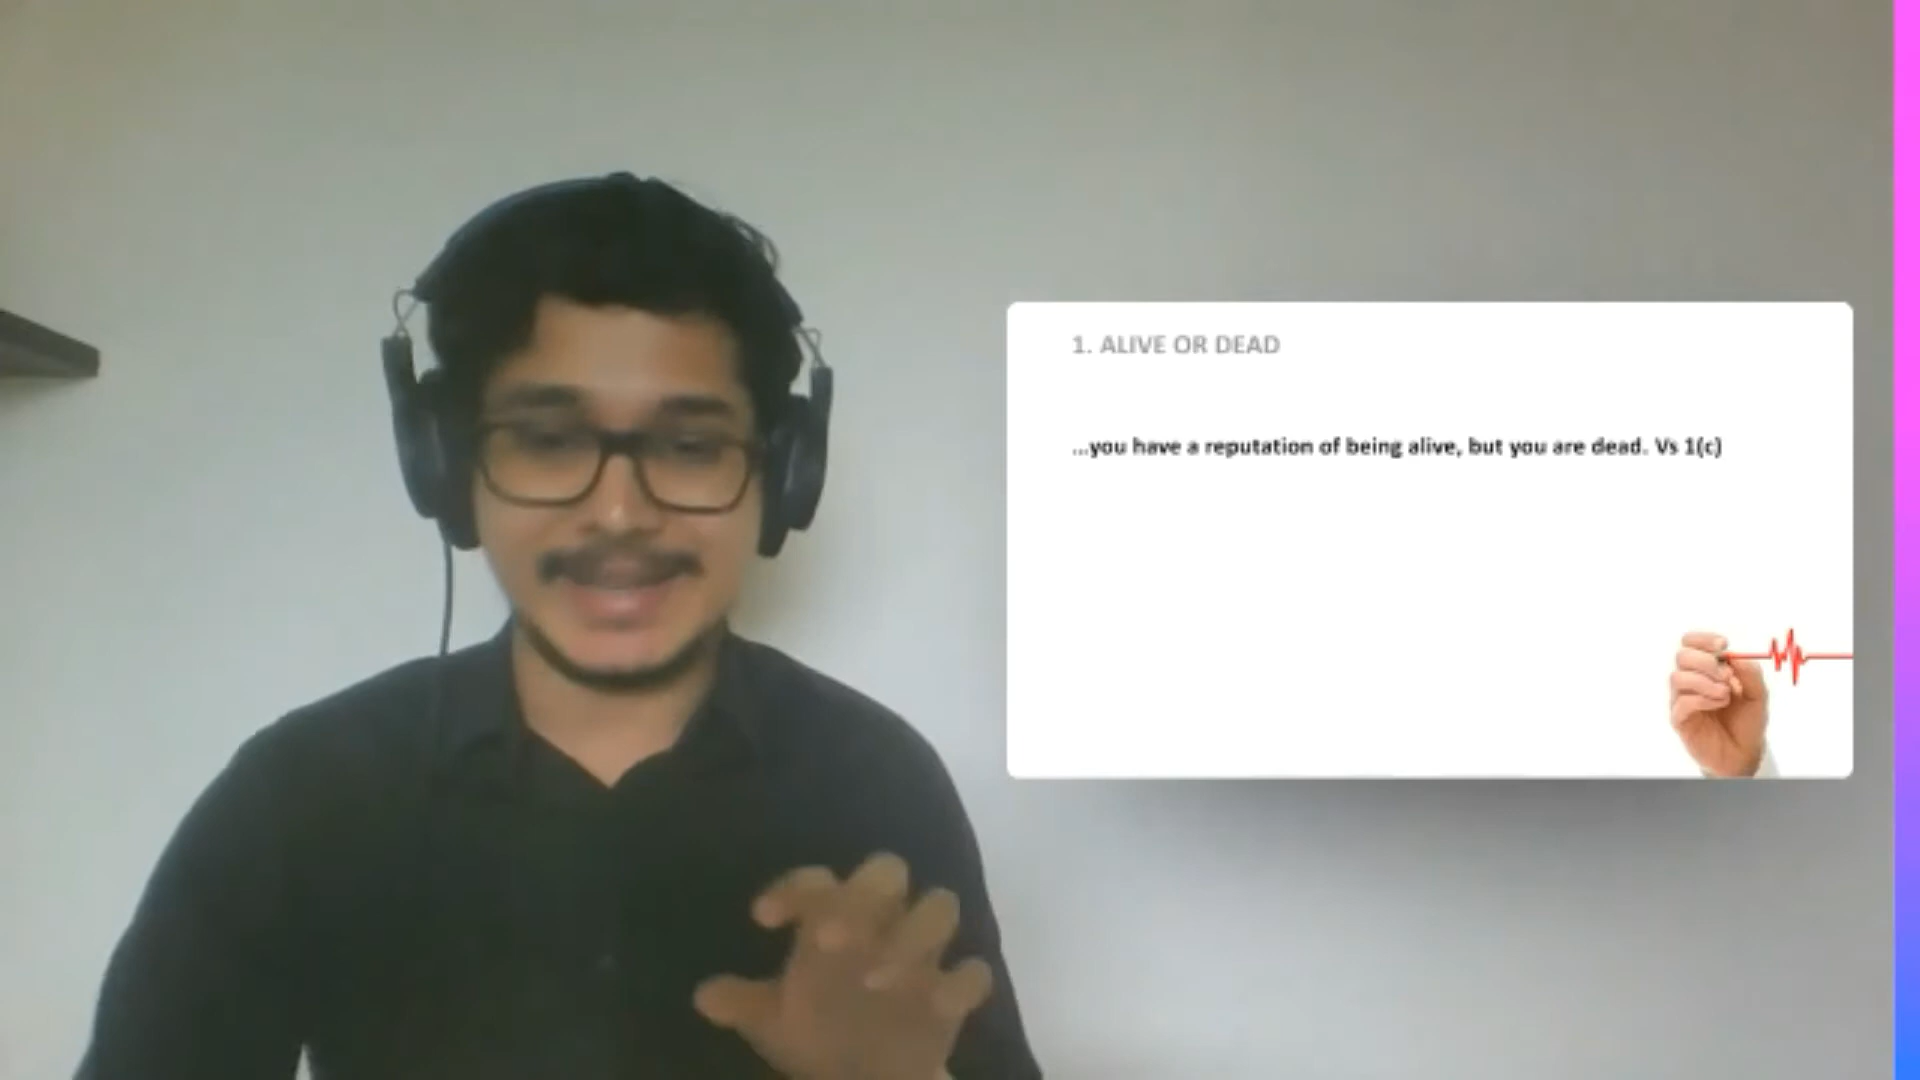 1. ALIVE OR DEAD
...you have a reputation of being alive, but you are dead. Vs 1(c)